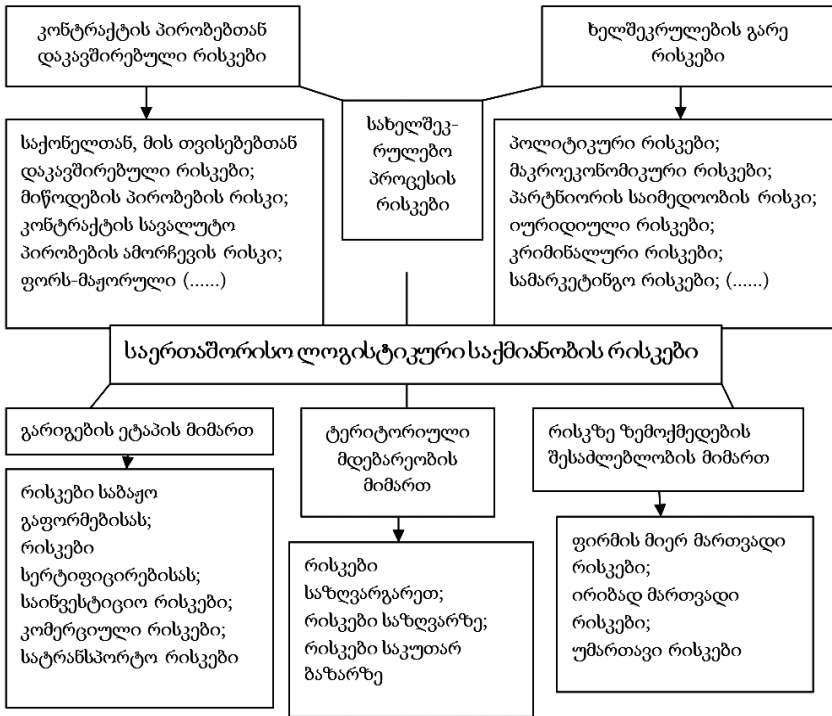 კონტრაქტის პირობებთან
დაკავშირებული რისკები
ხელშეკრულების გარე
რისკები
სახელშეკ-
რულებო
პროცესის
რისკები
საქონელთან, მის თვისებებთან
დაკავშირებული რისკები;
მიწოდების პირობების რისკი;
კონტრაქტის სავალუტო
პირობების ამორჩევის რისკი;
ფორს-მაჟორული (......)
პოლიტიკური რისკები;
მაკროეკონომიკური რისკები;
პარტნიორის საიმედოობის რისკი;
იურიდიული რისკები;
კრიმინალური რისკები;
სამარკეტინგო რისკები; (......)
საერთაშორისო ლოგისტიკური საქმიანობის რისკები
გარიგების ეტაპის მიმართ
ტერიტორიული
მდებარეობის
მიმართ
რისკზე ზემოქმედების
შესაძლებლობის მიმართ
რისკები საბაჟო
გაფორმებისას;
რისკები
სერტიფიცირებისას;
საინვესტიციო რისკები;
კომერციული რისკები;
სატრანსპორტო რისკები
რისკები
საზღვარგარეთ;
რისკები საზღვარზე;
რისკები საკუთარ
ბაზარზე
ფირმის მიერ მართვადი
რისკები;
ირიბად მართვადი
რისკები;
უმართავი რისკები